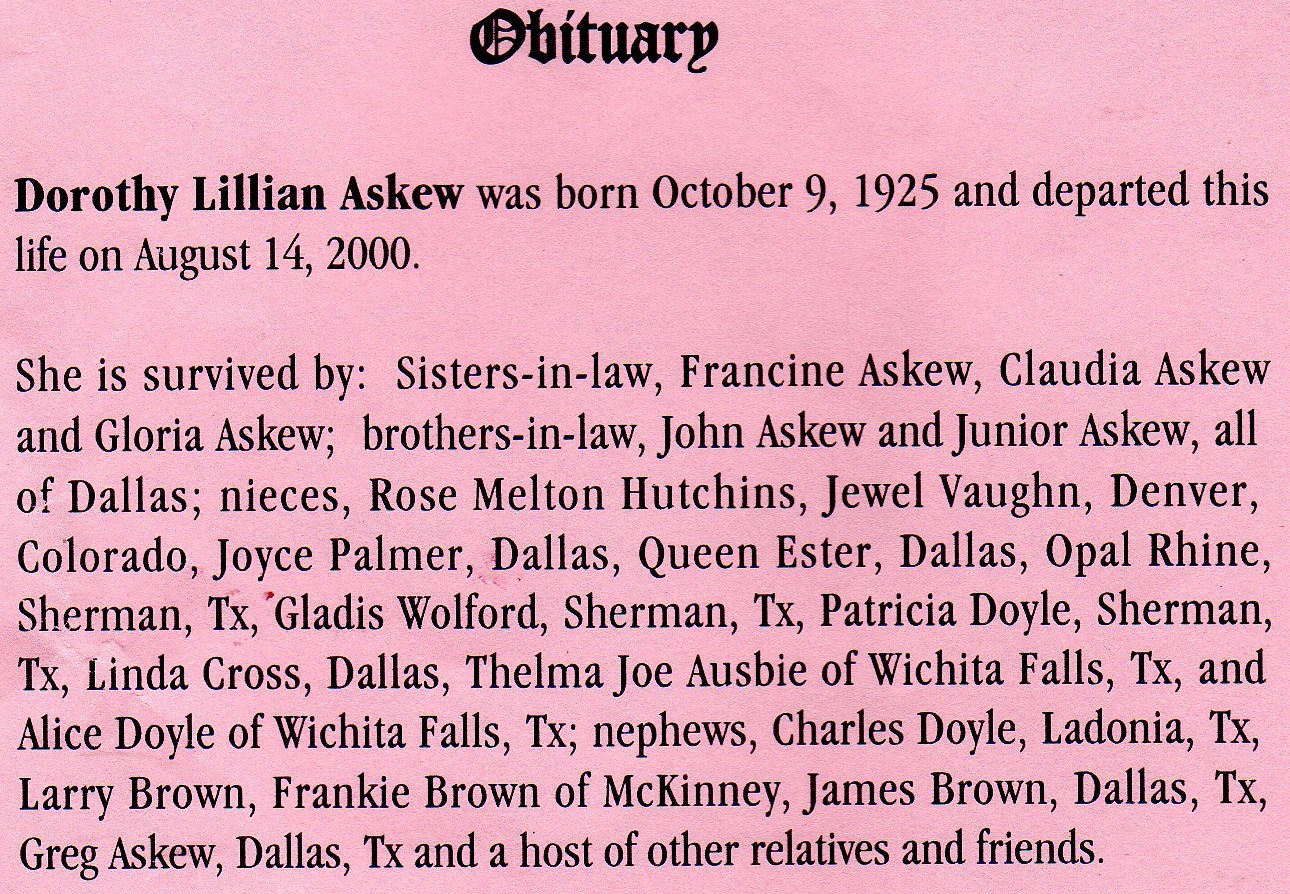 Obituary
Dorothy Lillian Askew was born October 9, 1925 and departed this
life on August 14, 2000.
She is survived by: Sisters-in-law, Francine Askew, Claudia Askew
and Gloria Askew; brothers-in-law, John Askew and Junior Askew, all
of Dallas; nieces, Rose Melton Hutchins, Jewel Vaughn, Denver,
Colorado, Joyce Palmer, Dallas, Queen Ester, Dallas, Opal Rhine,
Sherman, Tx, Gladis Wolford, Sherman, Tx, Patricia Doyle, Sherman,
Tx, Linda Cross, Dallas, Thelma Joe Ausbie of Wichita Falls, Tx, and
Alice Doyle of Wichita Falls, Tx; nephews, Charles Doyle, Ladonia, Tx,
Larry Brown, Frankie Brown of McKinney, James Brown, Dallas, Tx,
Greg Askew, Dallas, Tx and a host of other relatives and friends.